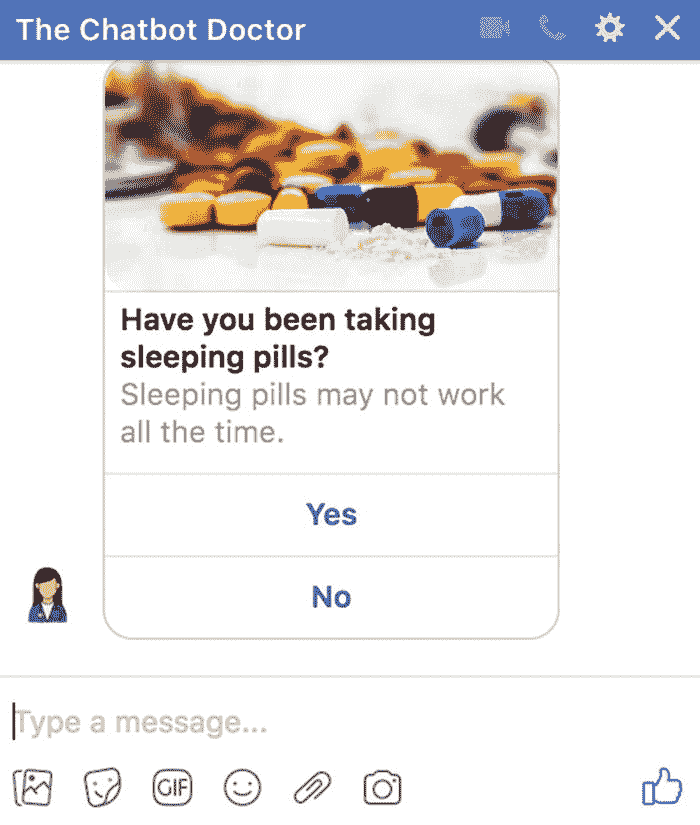 The Chatbot Doctor
Have you been taking
sleeping pills?
Sleeping pills may not work
all the time.
Yes
No
Type a message...
GIF